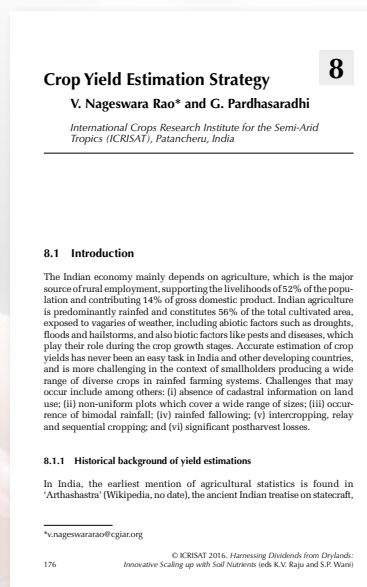 8
Crop Yield Estimation Strategy
V. Nageswara Rao* and G. Pardhasaradhi
International Crops Research Institute for the Semi-Arid
Tropics (ICRISAT), Patancheru, India
8.1 Introduction
The Indian economy mainly depends on agriculture, which is the major
source of rural employment, supporting the livelihoods of 52% of the popu-
lation and contributing 14% of gross domestic product. Indian agriculture
is predominantly rainfed and constitutes 56% of the total cultivated area,
exposed to vagaries of weather, including abiotic factors such as droughts,
floods and hailstorms, and also biotic factors like pests and diseases, which
play their role during the crop growth stages. Accurate estimation of crop
yields has never been an easy task in India and other developing countries,
and is more challenging in the context of smallholders producing a wide
range of diverse crops in rainfed farming systems. Challenges that may
occur include among others: (i) absence of cadastral information on land
use; (ii) non-uniform plots which cover a wide range of sizes; (iii) occur-
rence of bimodal rainfall; (iv) rainfed fallowing; (v) intercropping, relay
and sequential cropping; and (vi) significant postharvest losses.
8.1.1 Historical background of yield estimations
In India, the earliest mention of agricultural statistics is found in
‘Arthashastra’ (Wikipedia, no date), the ancient Indian treatise on statecraft,
*v.nageswararao@cgiar.org
© ICRISAT 2016. Harnessing Dividends from Drylands:
176 Innovative Scaling up with Soil Nutrients (eds K.V. Raju and S.P. Wani)